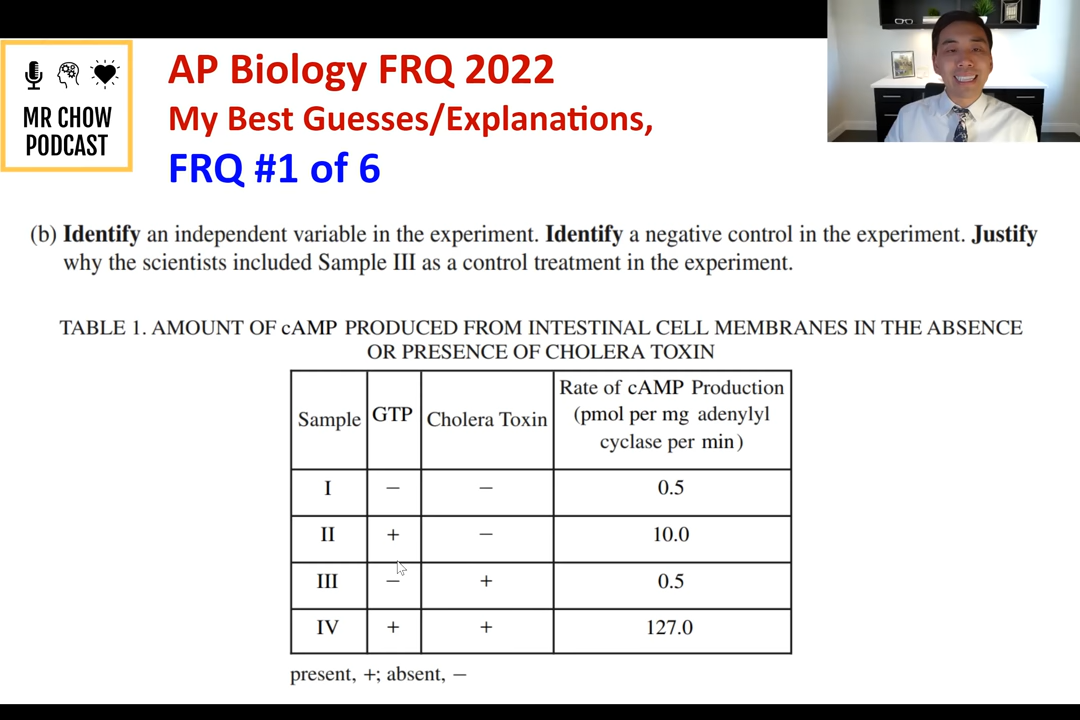 MR CHOW
PODCAST
AP Biology FRQ 2022
My Best Guesses/Explanations,
FRQ #1 of 6
(b) Identify an independent variable in the experiment. Identify a negative control in the experiment. Justify
why the scientists included Sample III as a control treatment in the experiment.
TABLE 1. AMOUNT OF cAMP PRODUCED FROM INTESTINAL CELL MEMBRANES IN THE ABSENCE
OR PRESENCE OF CHOLERA TOXIN
Sample GTP Cholera Toxin Rate of cAMP Production
(pmol per mg adenylyl
cyclase per min)
I − − 0.5
II + − 10.0
III − + 0.5
IV + + 127.0
present, +; absent, −